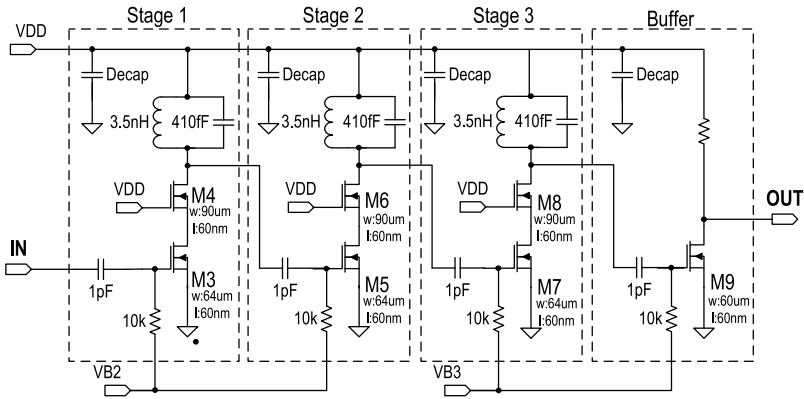 Stage 1
Stage 2
Stage 3
Buffer
VDD
Decap
Decap
Decap
Decap
3.5nH
410fF
3.5nH
410fF
3.5nH
410fF
VDD
M4
w:90um
l:60nm
VDD
M6
w:90um
l:60nm
VDD
M8
w:90um
l:60nm
OUT
IN
1pF
M3
w:64um
l:60nm
1pF
M5
w:64um
l:60nm
1pF
M7
w:64um
l:60nm
1pF
M9
w:60um
l:60nm
10k
10k
10k
10k
VB2
VB3